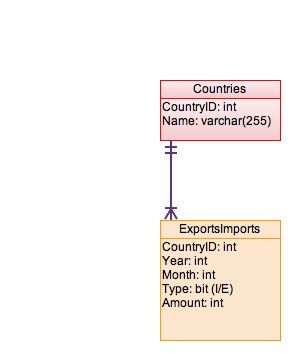 Countries
CountryID: int
Name: varchar(255)
ExportsImports
CountryID: int
Year: int
Month: int
Type: bit (I/E)
Amount: int